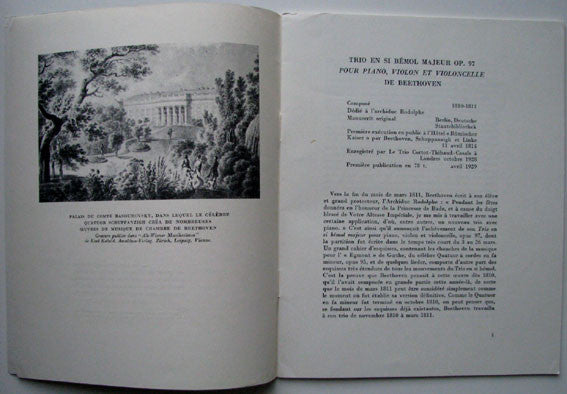 PALAIS DU COMTE RASOUMOVSKY, DANS LEQUEL LE CÉLÈBRE
QUATUOR SCHUPPANZIGH CRÉA DE NOMBREUSES
ŒUVRES DE MUSIQUE DE CHAMBRE DE BEETHOVEN
Gravure publiée dans "Alt-Wiener Musikstätten"
de Karl Kobald, Amalthea-Verlag, Zürich, Leipzig, Vienne.
TRIO EN SI BÉMOL MAJEUR OP. 97
POUR PIANO, VIOLON ET VIOLONCELLE
DE BEETHOVEN
Composé 1810-1811
Dédié à l'archiduc Rodolphe
Manuscrit original Berlin, Deutsche
Staatsbibliothek
Première exécution en public à l'Hôtel « Römischer
Kaiser » par Beethoven, Schuppanzigh et Linke
11 avril 1814
Enregistré par Le Trio Cortot-Thibaud-Casals à
Londres octobre 1928
Première publication en 78 t. avril 1929
Vers la fin du mois de mars 1811, Beethoven écrit à son élève
et grand protecteur, l'Archiduc Rodolphe : « Pendant les fêtes
données en l'honneur de la Princesse de Bade, et à cause du doigt
blessé de Votre Altesse Impériale, je me mis à travailler avec une
certaine application, d'où, entre autres, un nouveau trio avec
piano. » C'est ainsi qu'il annonçait l'achèvement de son Trio en
si bémol majeur pour piano, violon et violoncelle, opus 97, dont
la partition fut écrite dans le temps très court du 3 au 26 mars.
Un grand cahier d'esquisses, contenant les ébauches de la musique
pour l' « Egmont » de Gœthe, du célèbre Quatuor à cordes en fa
mineur, opus 95, et de quelques lieder, comporte d'autre part des
esquisses très étendues de tous les mouvements du Trio en si bémol.
C'est là preuve que Beethoven pensait à cette œuvre dès 1810,
qu'il l'avait composée en grande partie cette année-là, de sorte
que le mois de mars 1811 peut être considéré simplement comme
le moment où fut établie sa version définitive. Comme le Quatuor
en fa mineur fut terminé en octobre 1810, on peut penser que,
se fondant sur les esquisses déjà existantes, Beethoven travailla
à son trio de novembre 1810 à mars 1811.
1